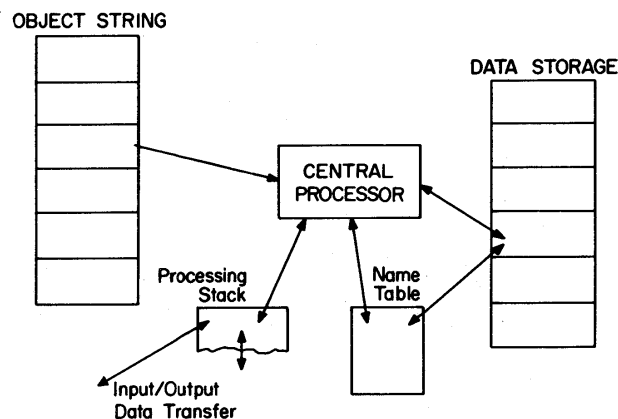 OBJECT STRING
DATA STORAGE
CENTRAL
PROCESSOR
Processing
Stack
Name
Table
Input/Output
Data Transfer